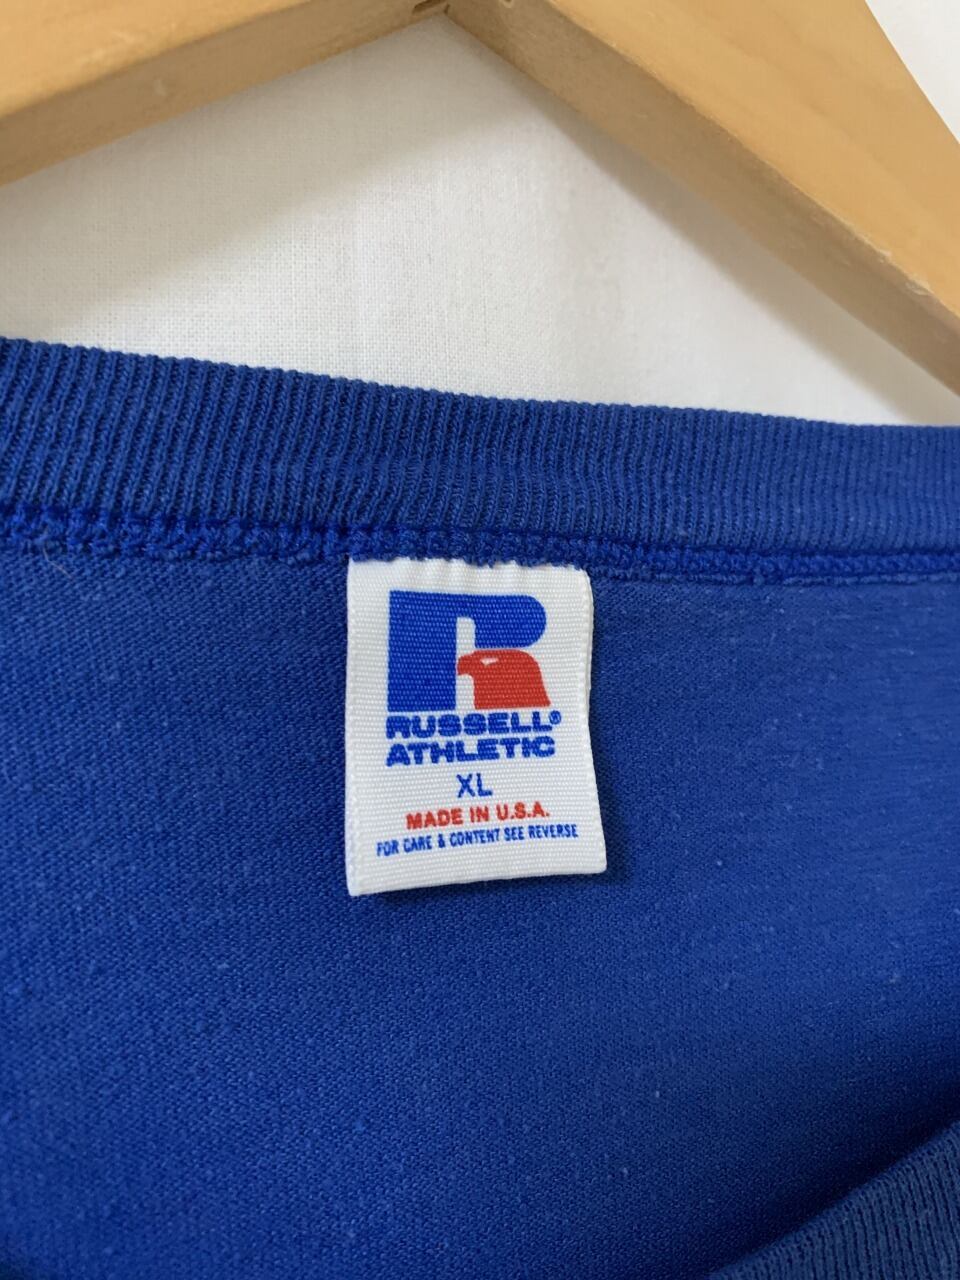 R
RUSSELL®
ATHLETIC
XL
MADE IN U.S.A.
FOR CARE & CONTENT SEE REVERSE